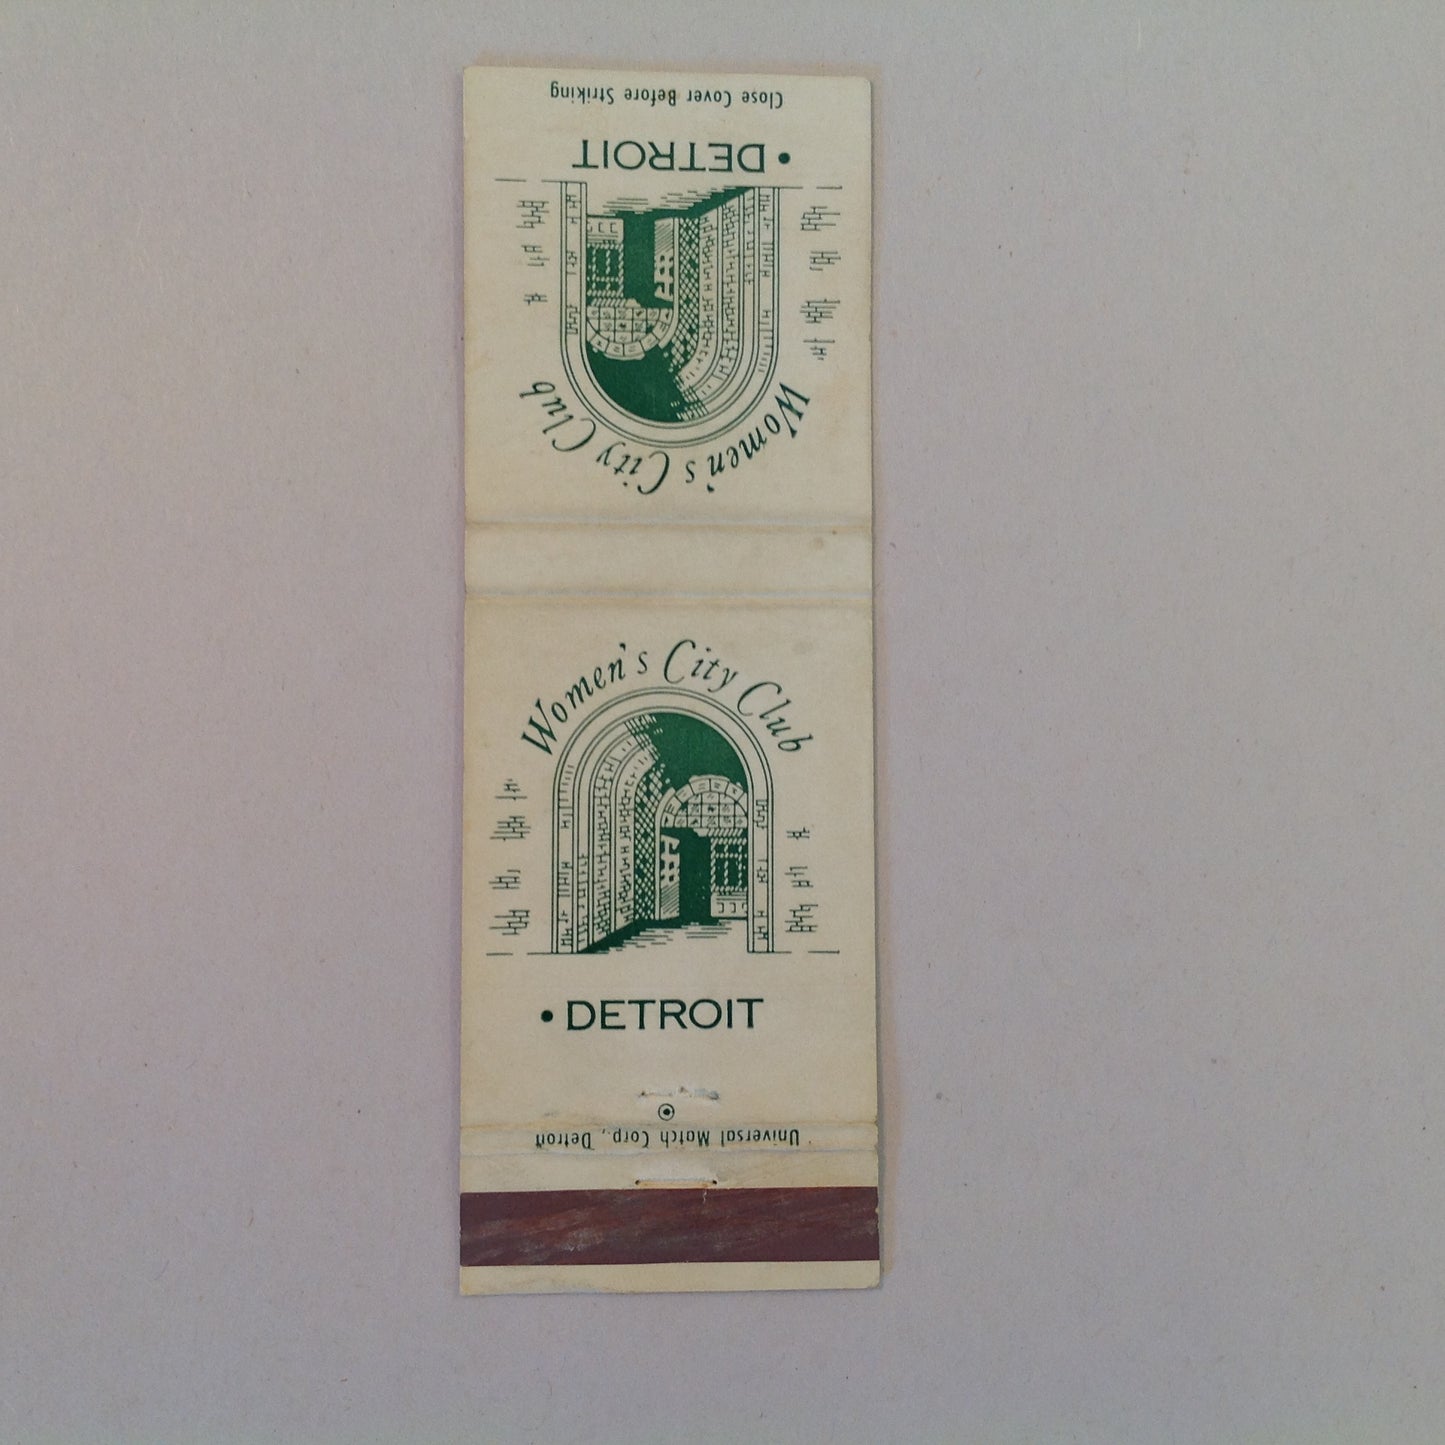 Close Cover Before Striking
• DETROIT
Women's City Club
Women's City Club
• DETROIT
Universal Match Corp., Detroit